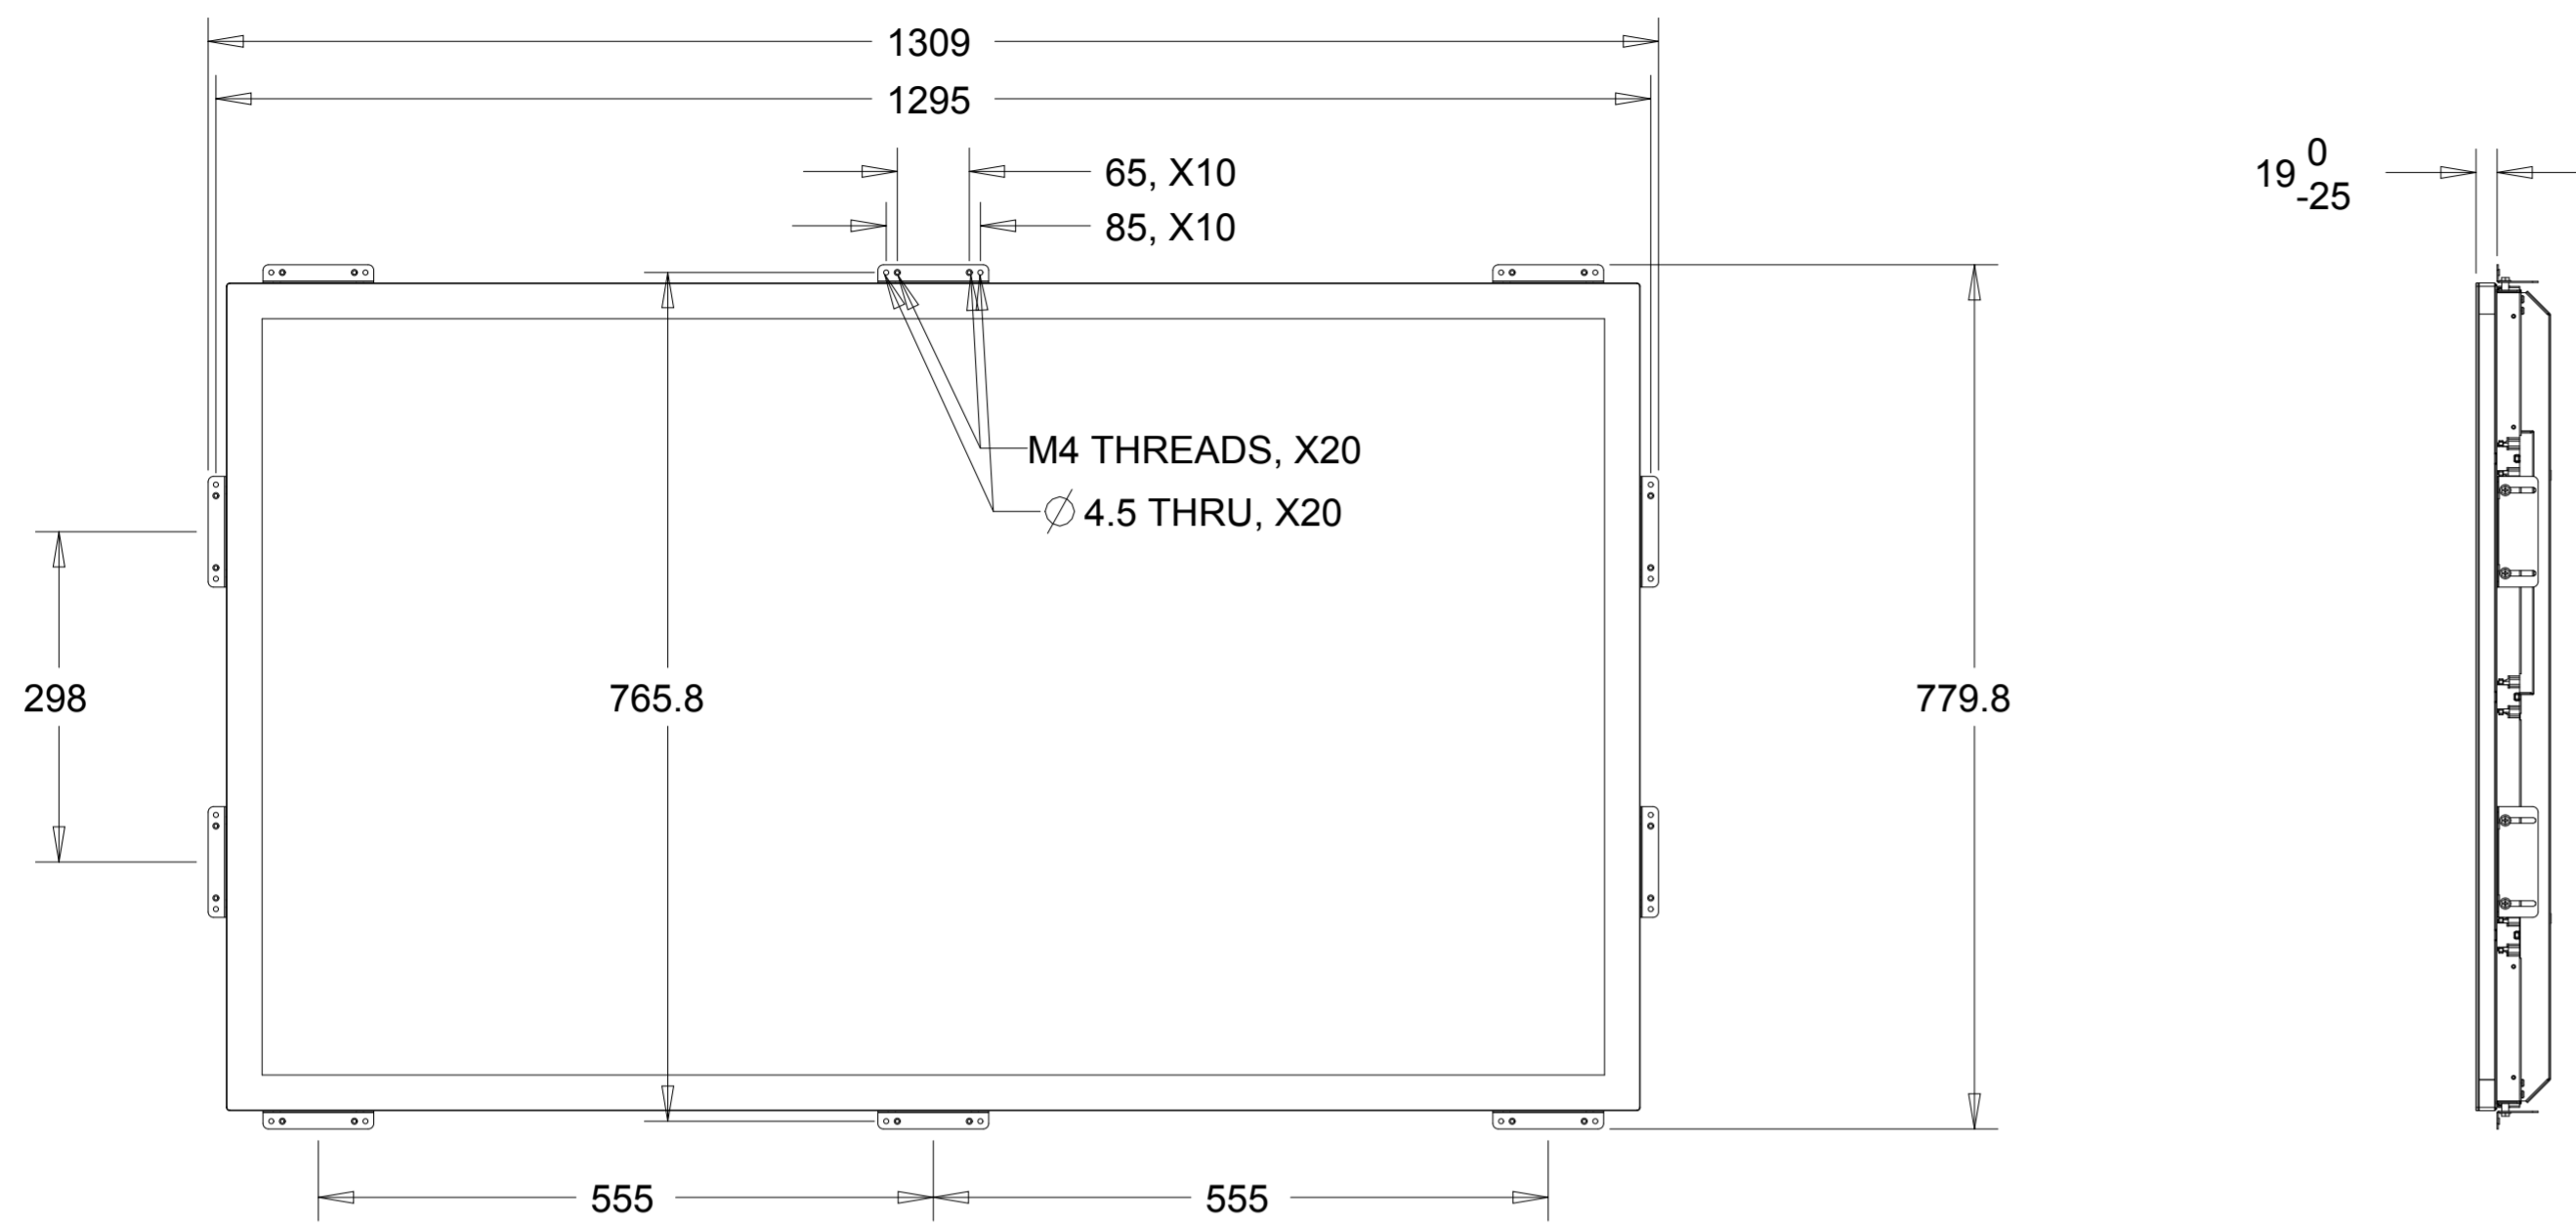 1309
1295
65, X10
85, X10
19 0 -25
M4 THREADS, X20
⌀ 4.5 THRU, X20
298
765.8
779.8
555
555